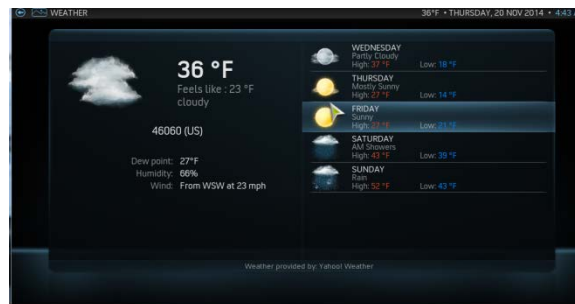 WEATHER
36°F • THURSDAY, 20 NOV 2014 • 4:43
36 °F
Feels like : 23 °F
cloudy
46060 (US)
Dew point: 27°F
Humidity: 66%
Wind: From WSW at 23 mph
WEDNESDAY
Partly Cloudy
High: 37 °F Low: 18 °F
THURSDAY
Mostly Sunny
High: 27 °F Low: 14 °F
FRIDAY
Sunny
High: Low: 21 °F
SATURDAY
AM Showers
High: 43 °F Low: 39 °F
SUNDAY
Rain
High: 52 °F Low: 43 °F
Weather provided by: Yahoo! Weather